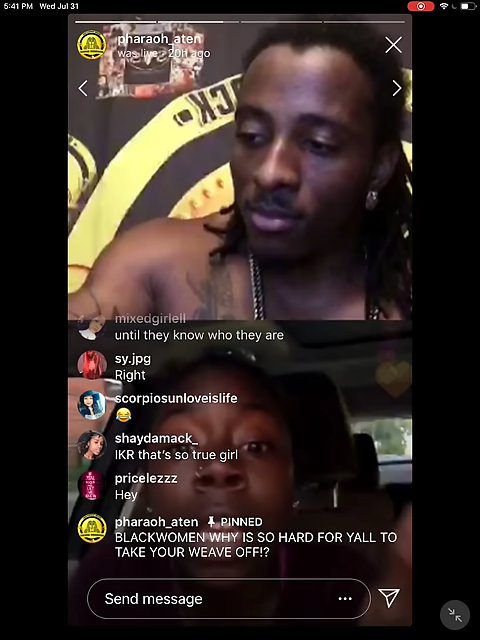 5:41 PM Wed Jul 31
pharaoh_aten
was live · 20h ago
mixedgirlell
until they know who they are
sy.jpg
Right
scorpiosunloveislife
😂
shaydamack_
IKR that's so true girl
pricelezzz
Hey
pharaoh_aten PINNED
BLACKWOMEN WHY IS SO HARD FOR YALL TO
TAKE YOUR WEAVE OFF!?
Send message